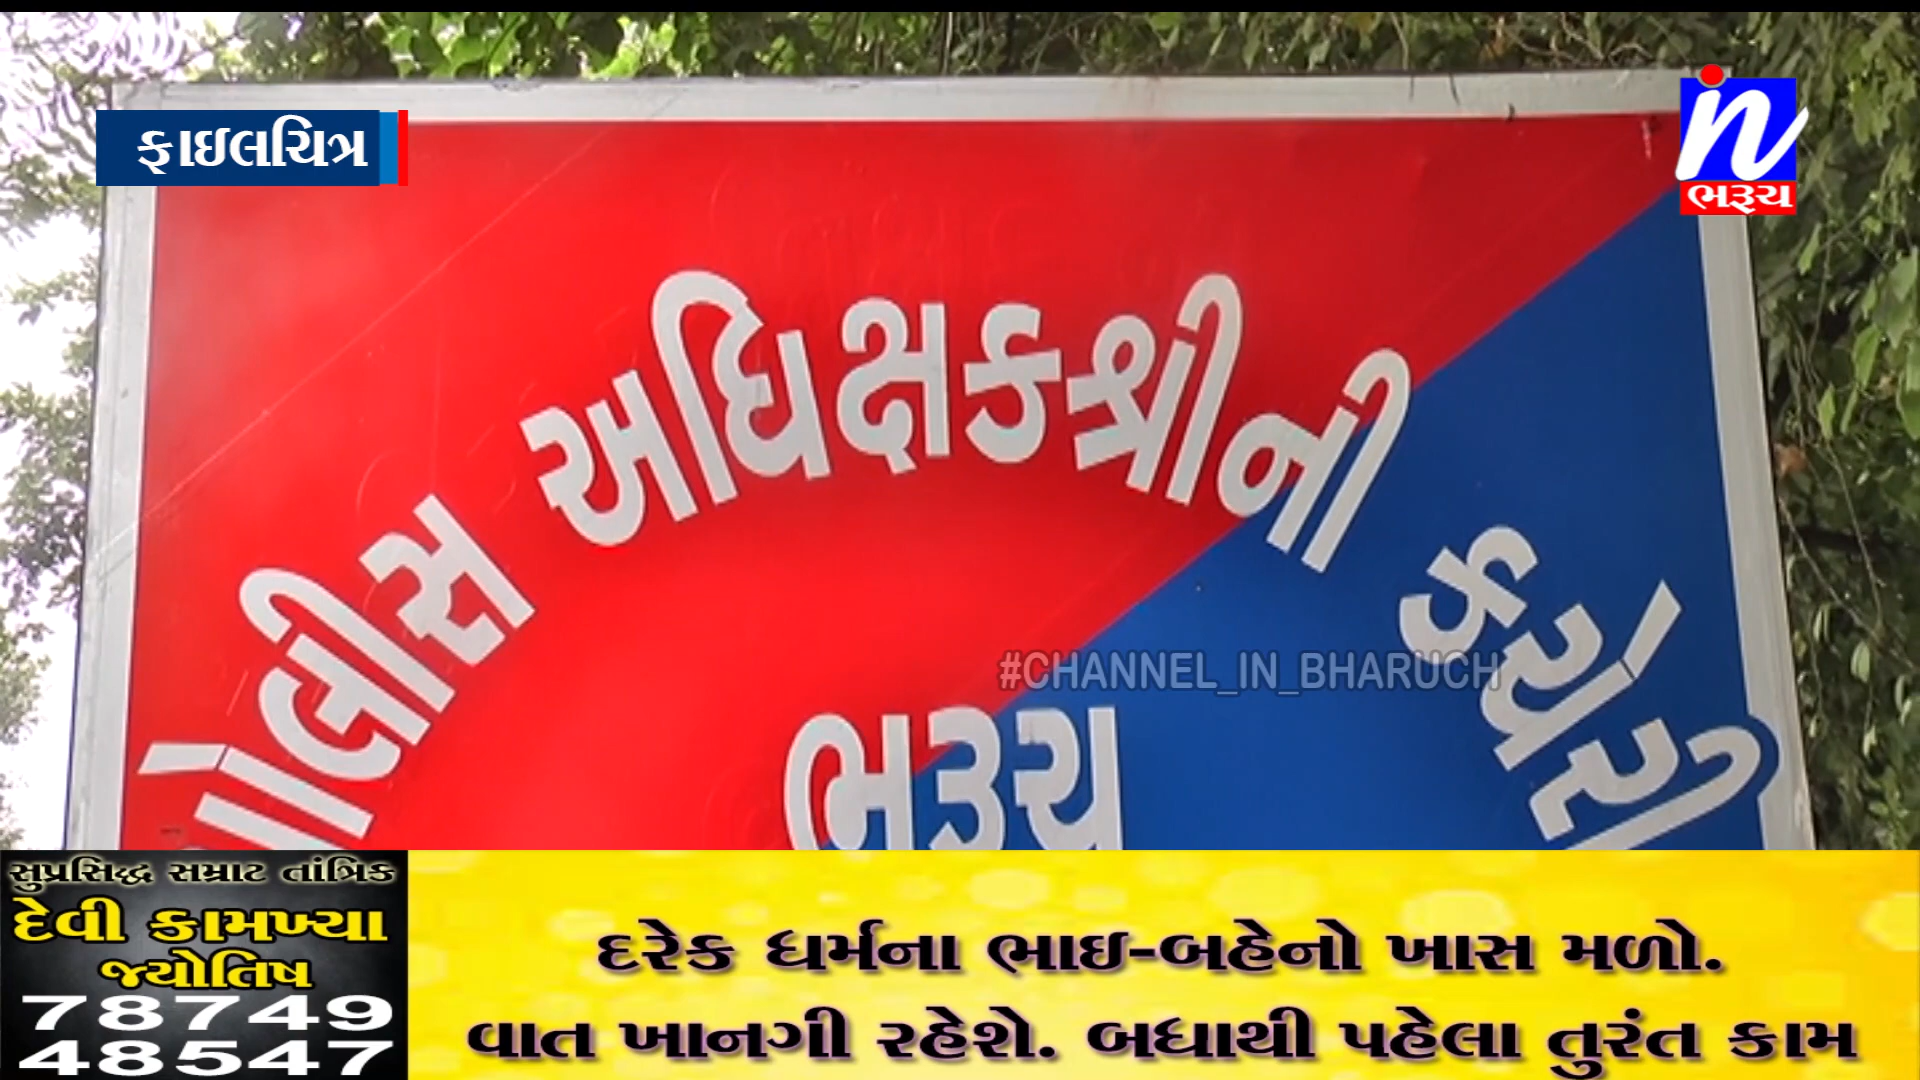 ફાઇલચિત્ર
in
ભરૂચ
પોલીસ અધિક્ષકશ્રીની કચેરી
#CHANNEL_IN_BHARUCH
ભરૂચ
સુપ્રસિદ્ધ સમ્રાટ તાંત્રિક
દેવી કામખ્યા
જ્યોતિષ
78749
48547
દરેક ધર્મના ભાઇ-બહેનો ખાસ મળો.
વાત ખાનગી રહેશે. બધાથી પહેલા તુરંત કામ